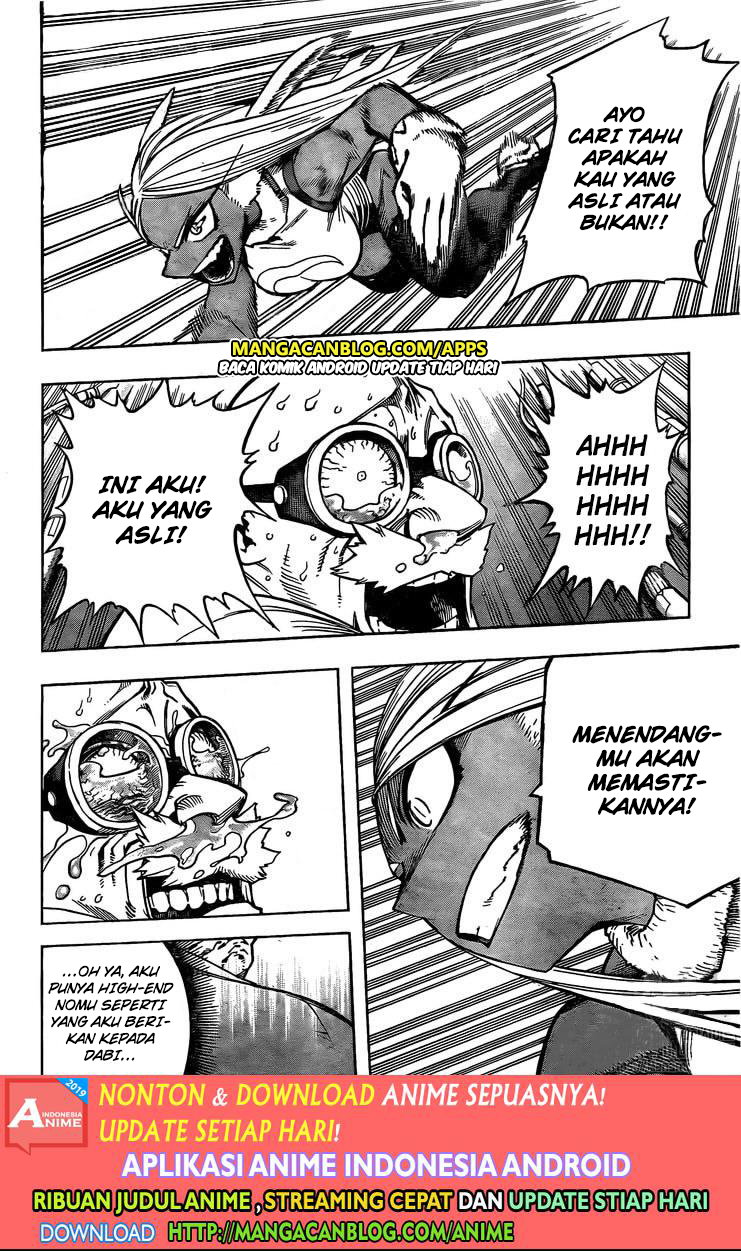 AYO
CARI TAHU
APAKAH
KAU YANG
ASLI ATAU
BUKAN!!
MANGACANBLOG.COM/APPS
BACA KOMIK ANDROID UPDATE TIAP HARI
INI AKU!
AKU YANG
ASLI!
AHHH
HHHH
HHHH
HHH!!
MENENDANG-
MU AKAN
MEMASTI-
KANNYA!
...OH YA, AKU
PUNYA HIGH-END
NOMU SEPERTI
YANG AKU BERI-
KAN KEPADA
DABI...
2019
A INDONESIA
ANIME
NONTON & DOWNLOAD ANIME SEPUASNYA!
UPDATE SETIAP HARI!
APLIKASI ANIME INDONESIA ANDROID
RIBUAN JUDUL ANIME , STREAMING CEPAT DAN UPDATE STIAP HARI
DOWNLOAD HTTP://MANGACANBLOG.COM/ANIME